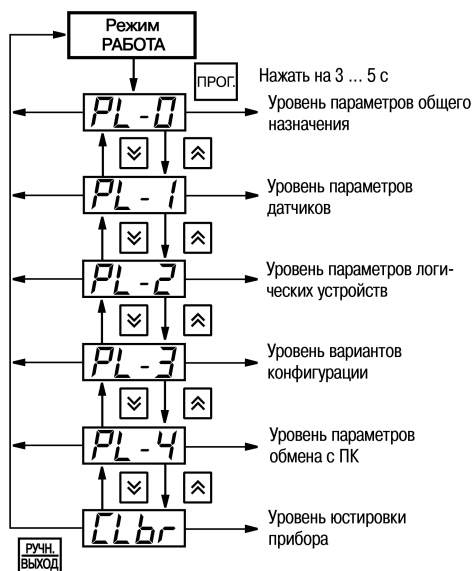 Режим
РАБОТА
ПРОГ.
Нажать на 3 ... 5 с
PL-0
Уровень параметров общего
назначения
PL-1
Уровень параметров
датчиков
PL-2
Уровень параметров логи-
ческих устройств
PL-3
Уровень вариантов
конфигурации
PL-4
Уровень параметров
обмена с ПК
CLbr
Уровень юстировки
прибора
РУЧН.
ВЫХОД